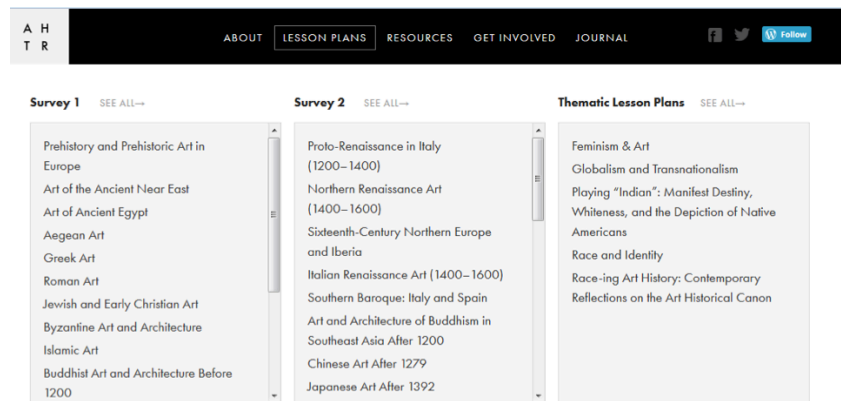 A H
T R
ABOUT LESSON PLANS RESOURCES GET INVOLVED JOURNAL
Follow
Survey 1 SEE ALL→
Prehistory and Prehistoric Art in
Europe
Art of the Ancient Near East
Art of Ancient Egypt
Aegean Art
Greek Art
Roman Art
Jewish and Early Christian Art
Byzantine Art and Architecture
Islamic Art
Buddhist Art and Architecture Before
1200
Survey 2 SEE ALL→
Proto-Renaissance in Italy
(1200–1400)
Northern Renaissance Art
(1400–1600)
Sixteenth-Century Northern Europe
and Iberia
Italian Renaissance Art (1400–1600)
Southern Baroque: Italy and Spain
Art and Architecture of Buddhism in
Southeast Asia After 1200
Chinese Art After 1279
Japanese Art After 1392
Thematic Lesson Plans SEE ALL→
Feminism & Art
Globalism and Transnationalism
Playing “Indian”: Manifest Destiny,
Whiteness, and the Depiction of Native
Americans
Race and Identity
Race-ing Art History: Contemporary
Reflections on the Art Historical Canon